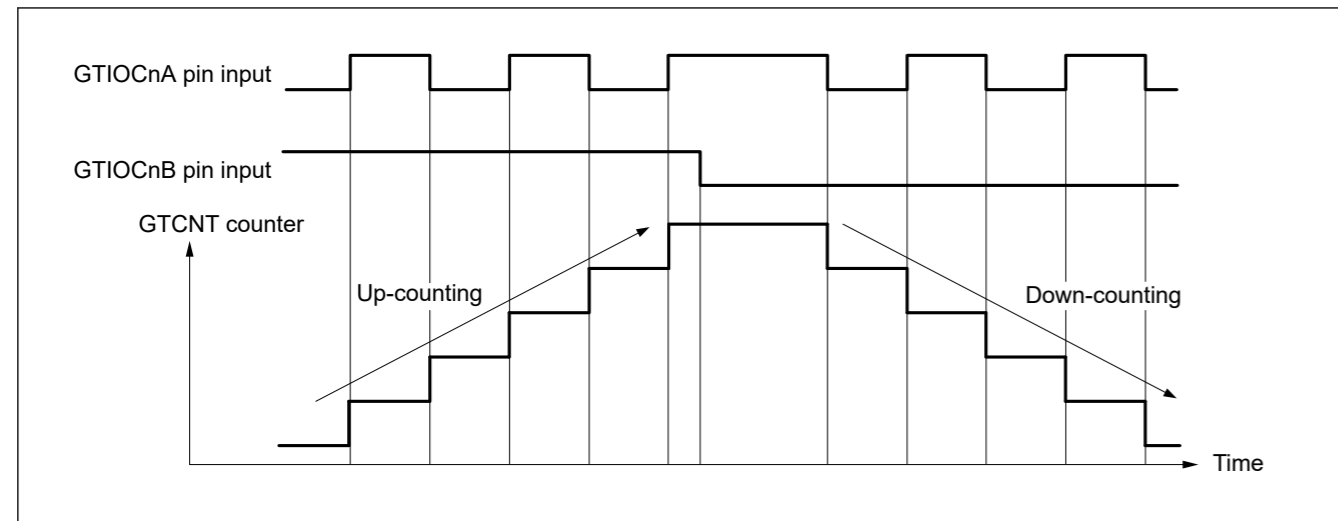 GTIOCnA pin input
GTIOCnB pin input
GTCNT counter
Up-counting
Down-counting
Time